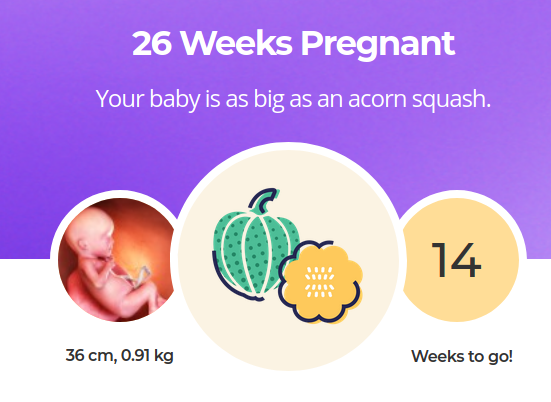 26 Weeks Pregnant
Your baby is as big as an acorn squash.
14
36 cm, 0.91 kg
Weeks to go!